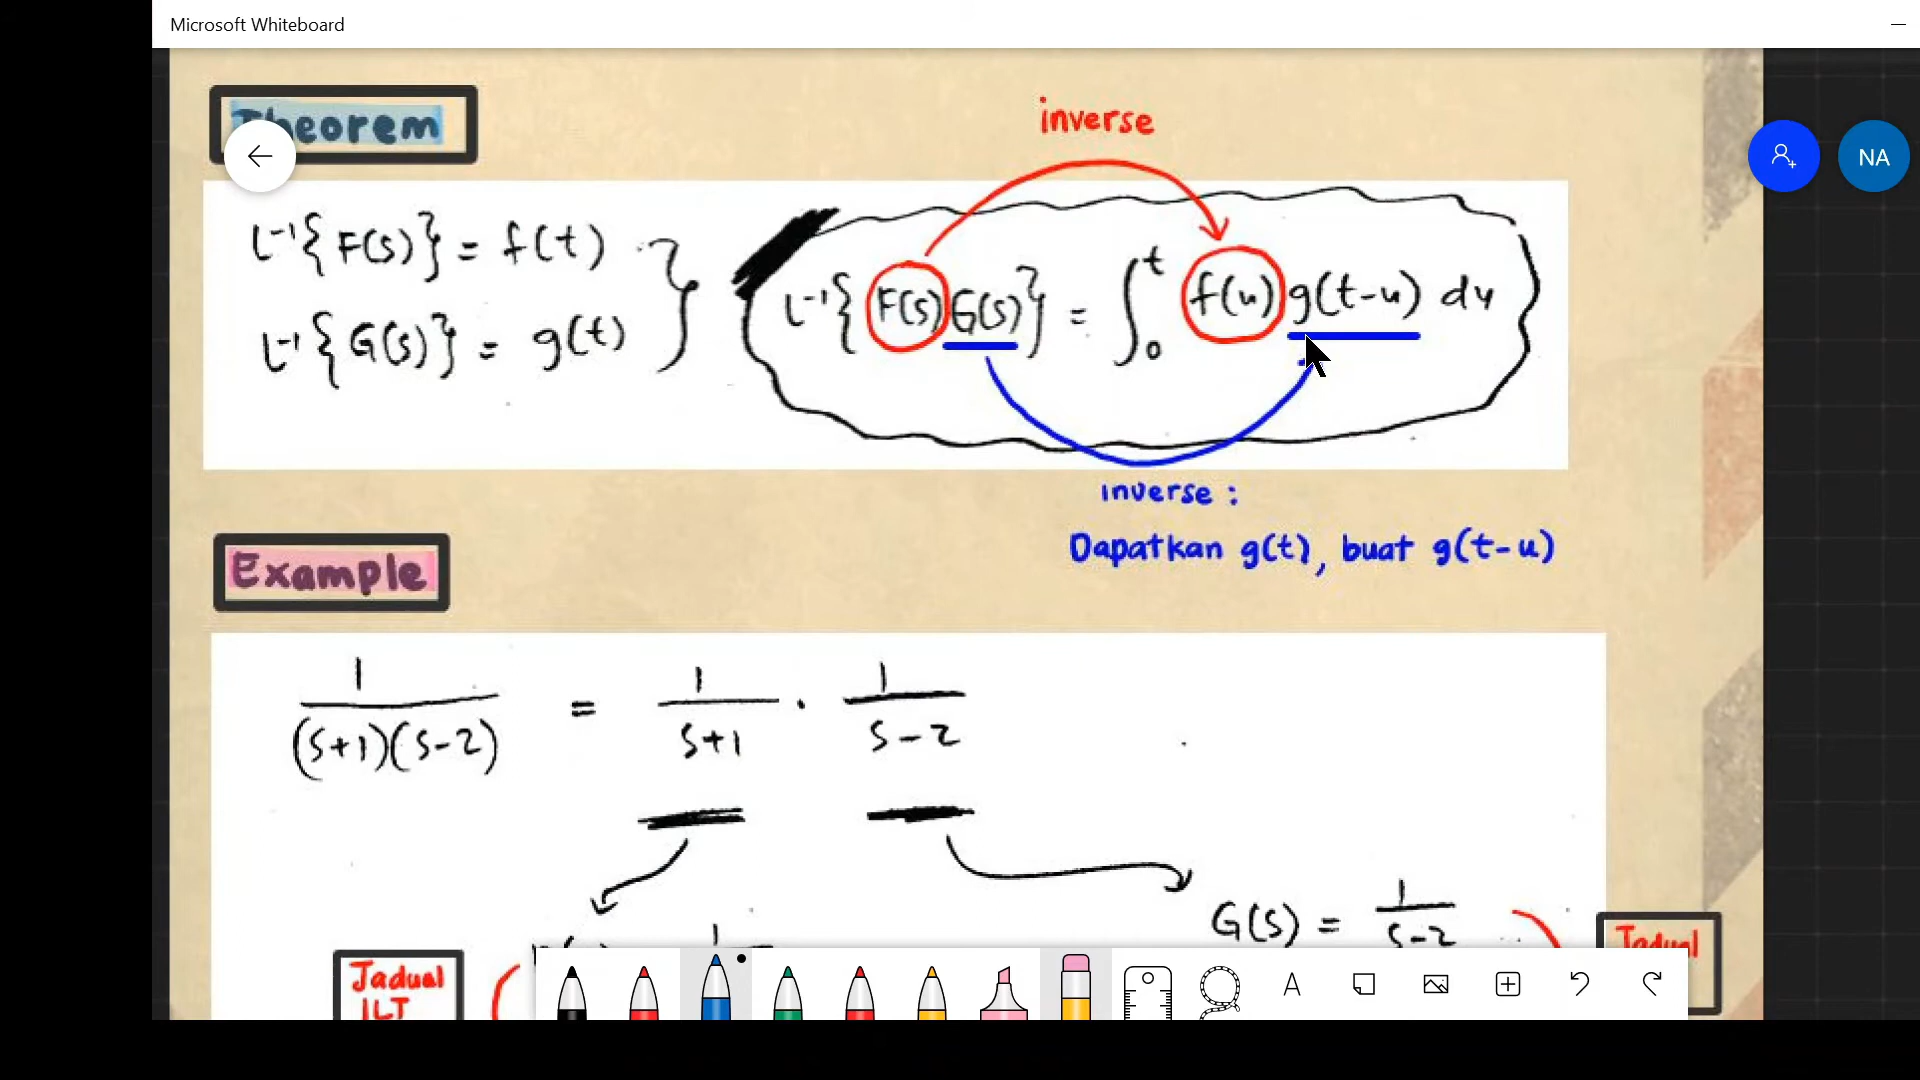 Microsoft Whiteboard
Theorem
NA
inverse
L⁻¹{F(s)} = f(t)
L⁻¹{G(s)} = g(t)
L⁻¹{F(s)G(s)} = ∫₀ᵗ f(u) g(t-u) du
inverse :
Dapatkan g(t), buat g(t-u)
Example
1/(s+1)(s-2) = 1/s+1 · 1/s-2
G(s) = 1/s-2
Jadual
Jadual
ILT